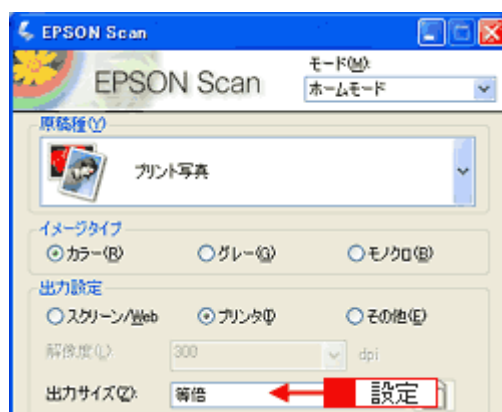 EPSON Scan
EPSON Scan
モード(M):
ホームモード
原稿種(Y)
プリント写真
イメージタイプ
カラー(R) グレー(G) モノクロ(B)
出力設定
スクリーン/Web プリンタ(I) その他(E)
解像度(L): 300 dpi
出力サイズ(Z): 等倍 設定